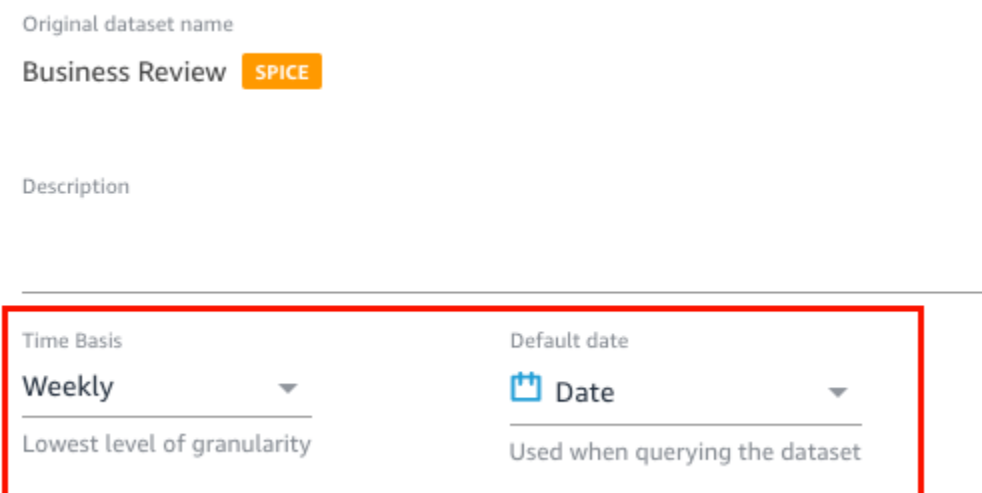 Original dataset name
Business Review SPICE
Description
Time Basis
Default date
Weekly
Date
Lowest level of granularity
Used when querying the dataset